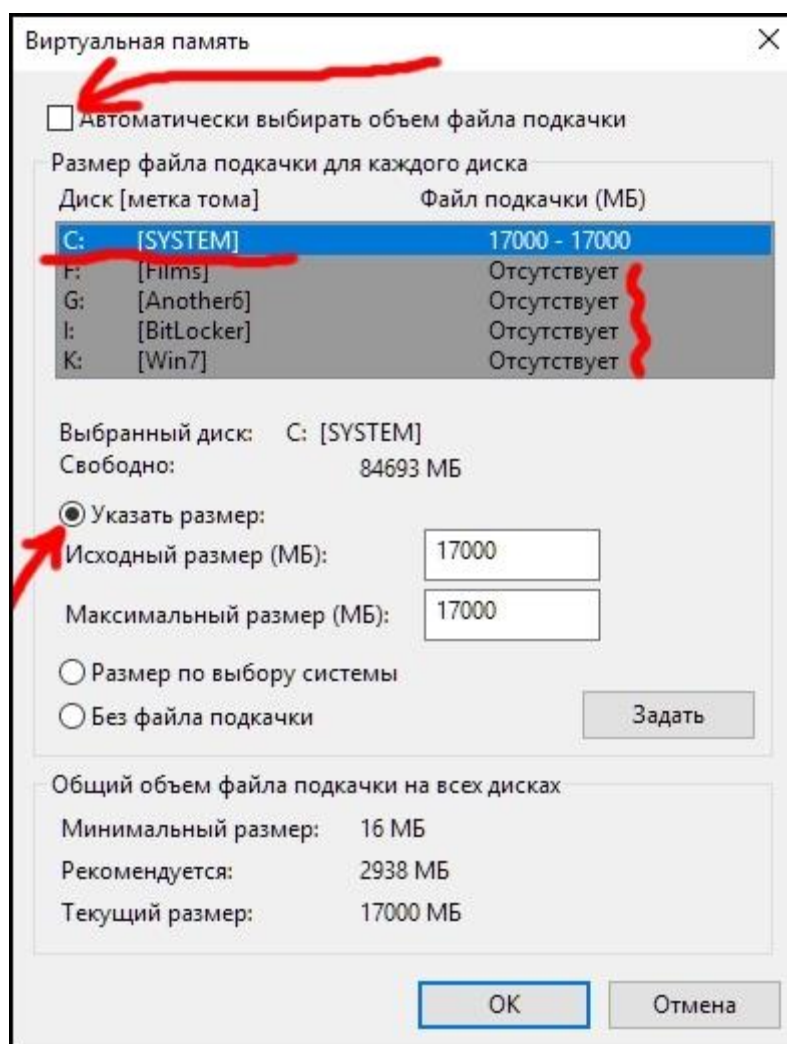 Виртуальная память
Автоматически выбирать объем файла подкачки
Размер файла подкачки для каждого диска
Диск [метка тома] Файл подкачки (МБ)
C: [SYSTEM] 17000 - 17000
F: [Films] Отсутствует
G: [Another6] Отсутствует
I: [BitLocker] Отсутствует
K: [Win7] Отсутствует
Выбранный диск: C: [SYSTEM]
Свободно: 84693 МБ
Указать размер:
Исходный размер (МБ): 17000
Максимальный размер (МБ): 17000
Размер по выбору системы
Без файла подкачки Задать
Общий объем файла подкачки на всех дисках
Минимальный размер: 16 МБ
Рекомендуется: 2938 МБ
Текущий размер: 17000 МБ
ОК Отмена